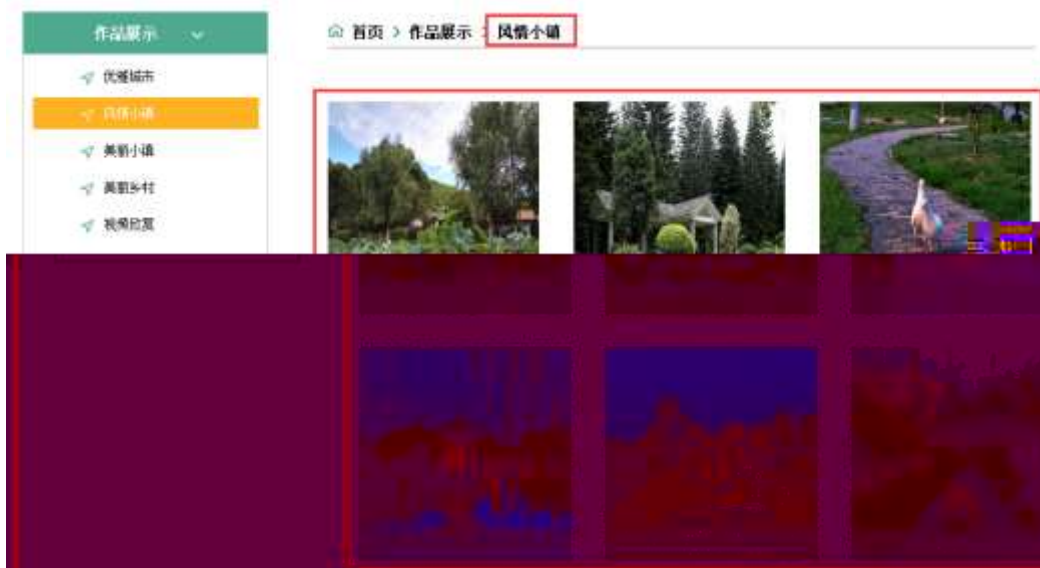 作品展示
优雅城市
风情小镇
美丽小镇
美丽乡村
视频欣赏
首页 > 作品展示 > 风情小镇